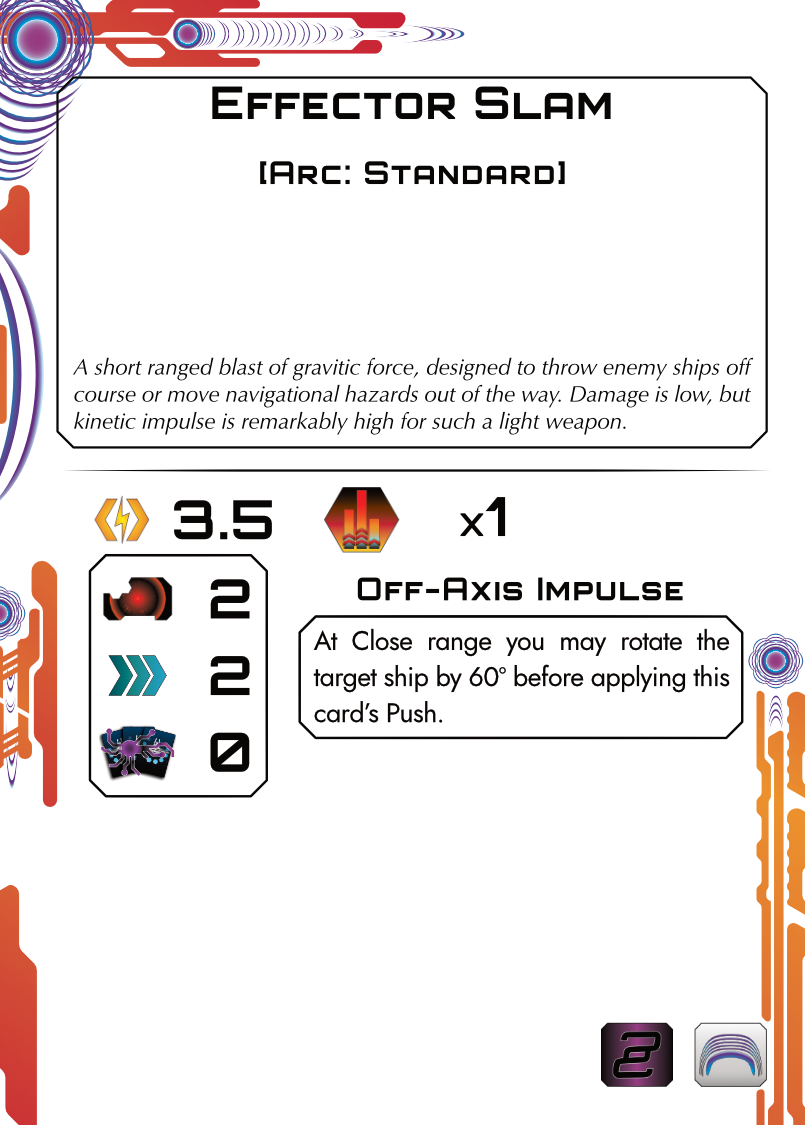 Effector Slam
[Arc: Standard]
A short ranged blast of gravitic force, designed to throw enemy ships off
course or move navigational hazards out of the way. Damage is low, but
kinetic impulse is remarkably high for such a light weapon.
3.5
x1
2
2
0
Off-Axis Impulse
At Close range you may rotate the
target ship by 60° before applying this
card's Push.
2